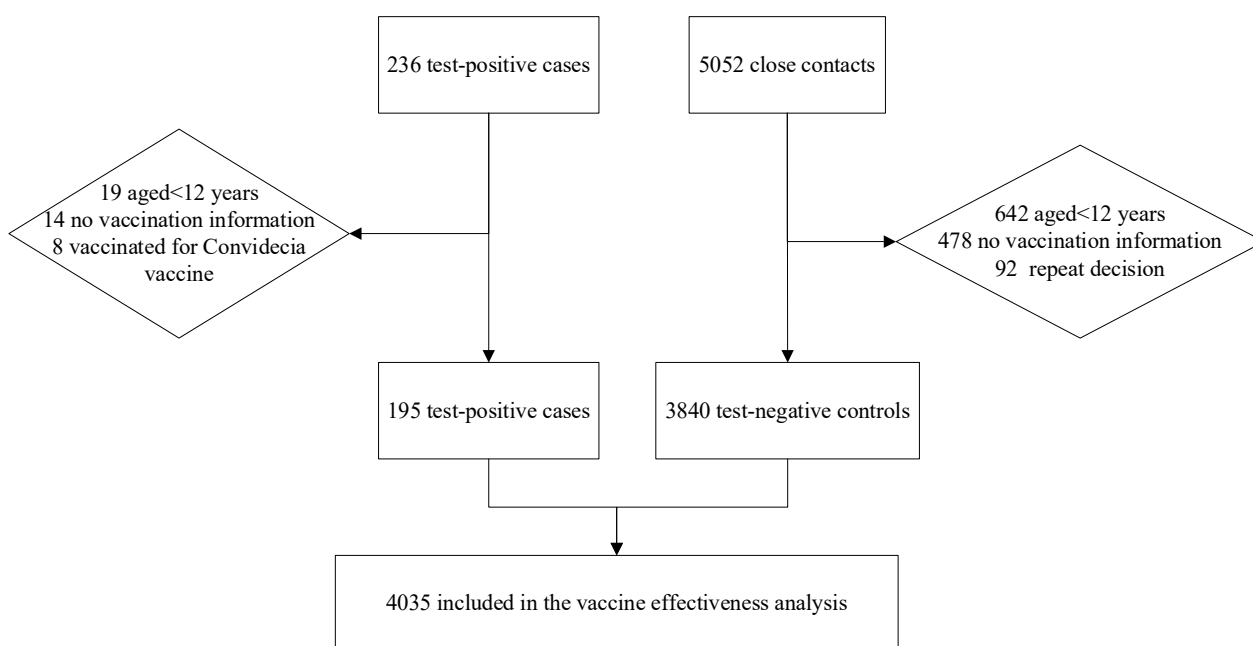 236 test-positive cases
5052 close contacts
19 aged<12 years
14 no vaccination information
8 vaccinated for Convidecia
vaccine
642 aged<12 years
478 no vaccination information
92 repeat decision
195 test-positive cases
3840 test-negative controls
4035 included in the vaccine effectiveness analysis